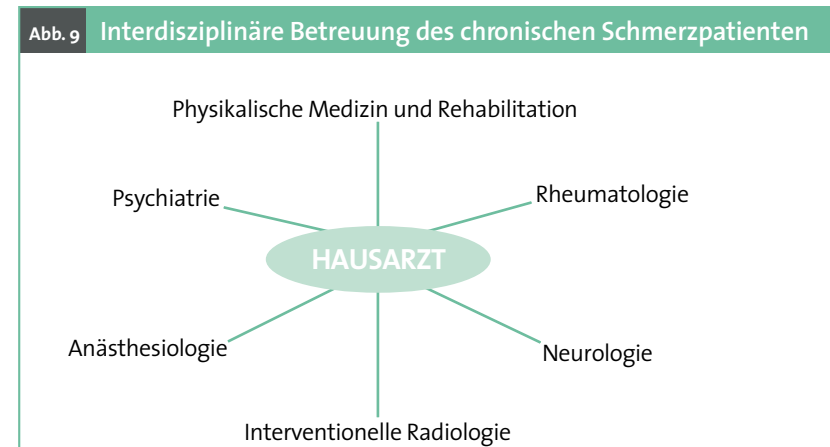 Abb. 9 Interdisziplinäre Betreuung des chronischen Schmerzpatienten
Physikalische Medizin und Rehabilitation
Psychiatrie
Rheumatologie
HAUSARZT
Anästhesiologie
Neurologie
Interventionelle Radiologie